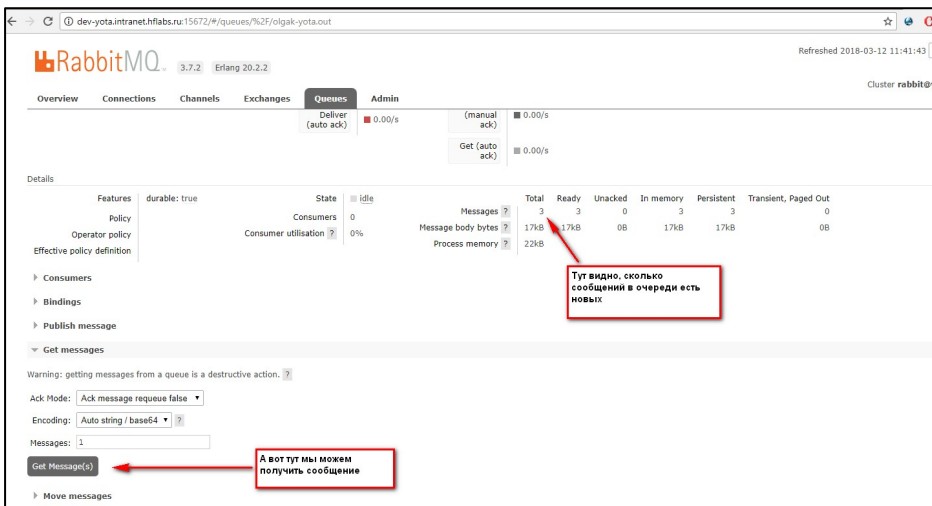 dev-yota.intranet.hflabs.ru:15672/#/queues/%2F/olgak-yota.out
Refreshed 2018-03-12 11:41:43
RabbitMQ 3.7.2 Erlang 20.2.2
Cluster rabbit@
Overview Connections Channels Exchanges Queues Admin
Deliver (manual
(auto ack) 0.00/s ack) 0.00/s
Get (auto
ack) 0.00/s
Details
Features durable: true State idle Total Ready Unacked In memory Persistent Transient, Paged Out
Policy Consumers 0 Messages ? 3 3 0 3 3 0
Operator policy Consumer utilisation ? 0% Message body bytes ? 17kB 17kB 0B 17kB 17kB 0B
Effective policy definition Process memory ? 22kB
Тут видно, сколько
сообщений в очереди есть
новых
Consumers
Bindings
Publish message
Get messages
Warning: getting messages from a queue is a destructive action. ?
Ack Mode: Ack message requeue false
Encoding: Auto string / base64 ?
Messages: 1
Get Message(s)
А вот тут мы можем
получить сообщение
Move messages